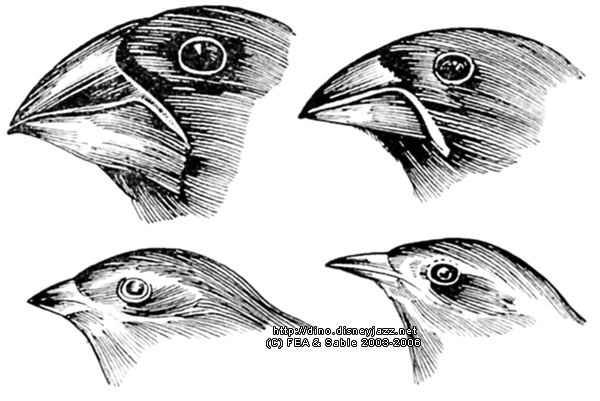 http://dino.disneyjazz.net
(C) FEA & Sable 2003-2006